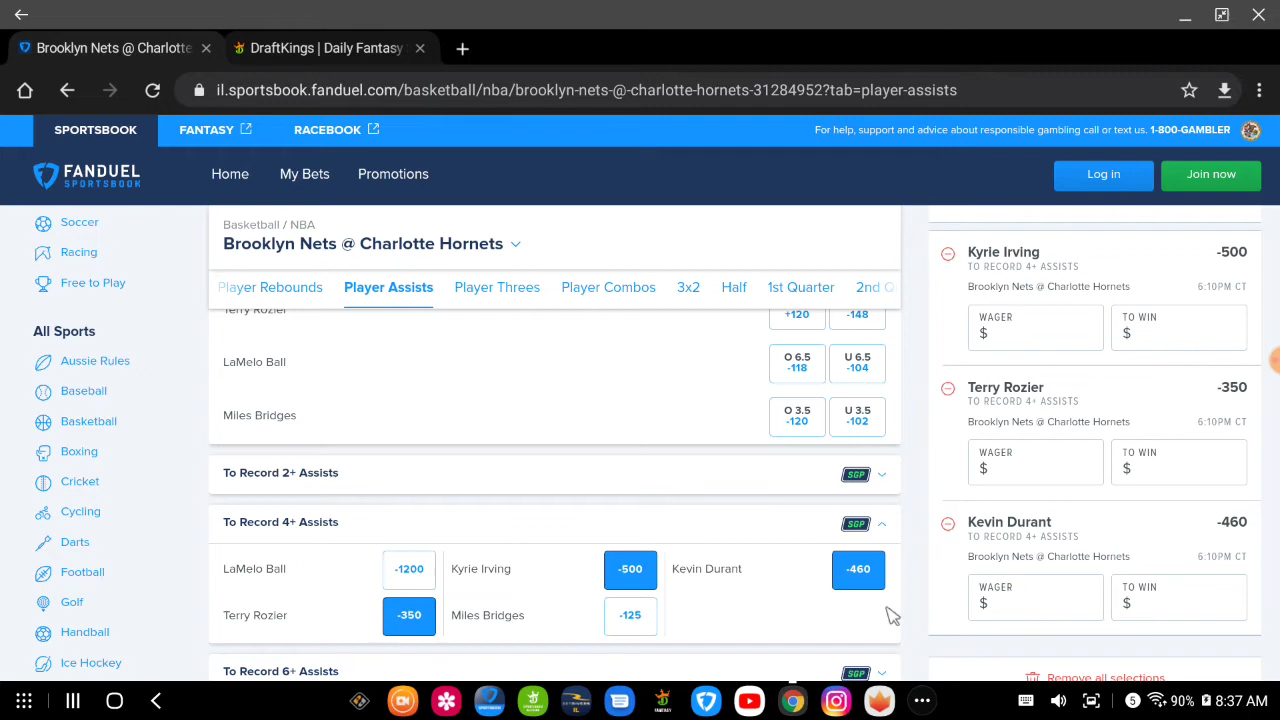 Brooklyn Nets @ Charlotte
DraftKings | Daily Fantasy
il.sportsbook.fanduel.com/basketball/nba/brooklyn-nets-@-charlotte-hornets-31284952?tab=player-assists
SPORTSBOOK
FANTASY
RACEBOOK
For help, support and advice about responsible gambling call or text us. 1-800-GAMBLER
FANDUEL
SPORTSBOOK
Home
My Bets
Promotions
Log in
Join now
Soccer
Racing
Free to Play
All Sports
Aussie Rules
Baseball
Basketball
Boxing
Cricket
Cycling
Darts
Football
Golf
Handball
Ice Hockey
Basketball / NBA
Brooklyn Nets @ Charlotte Hornets
Player Rebounds
Player Assists
Player Threes
Player Combos
3x2
Half
1st Quarter
2nd Q
Terry Rozier
+120
-148
LaMelo Ball
O 6.5
-118
U 6.5
-104
Miles Bridges
O 3.5
-120
U 3.5
-102
To Record 2+ Assists
SGP
To Record 4+ Assists
SGP
LaMelo Ball
-1200
Kyrie Irving
-500
Kevin Durant
-460
Terry Rozier
-350
Miles Bridges
-125
To Record 6+ Assists
SGP
Kyrie Irving
-500
TO RECORD 4+ ASSISTS
Brooklyn Nets @ Charlotte Hornets
6:10PM CT
WAGER
$
TO WIN
$
Terry Rozier
-350
TO RECORD 4+ ASSISTS
Brooklyn Nets @ Charlotte Hornets
6:10PM CT
WAGER
$
TO WIN
$
Kevin Durant
-460
TO RECORD 4+ ASSISTS
Brooklyn Nets @ Charlotte Hornets
6:10PM CT
WAGER
$
TO WIN
$
Remove all selections
5
90%
8:37 AM